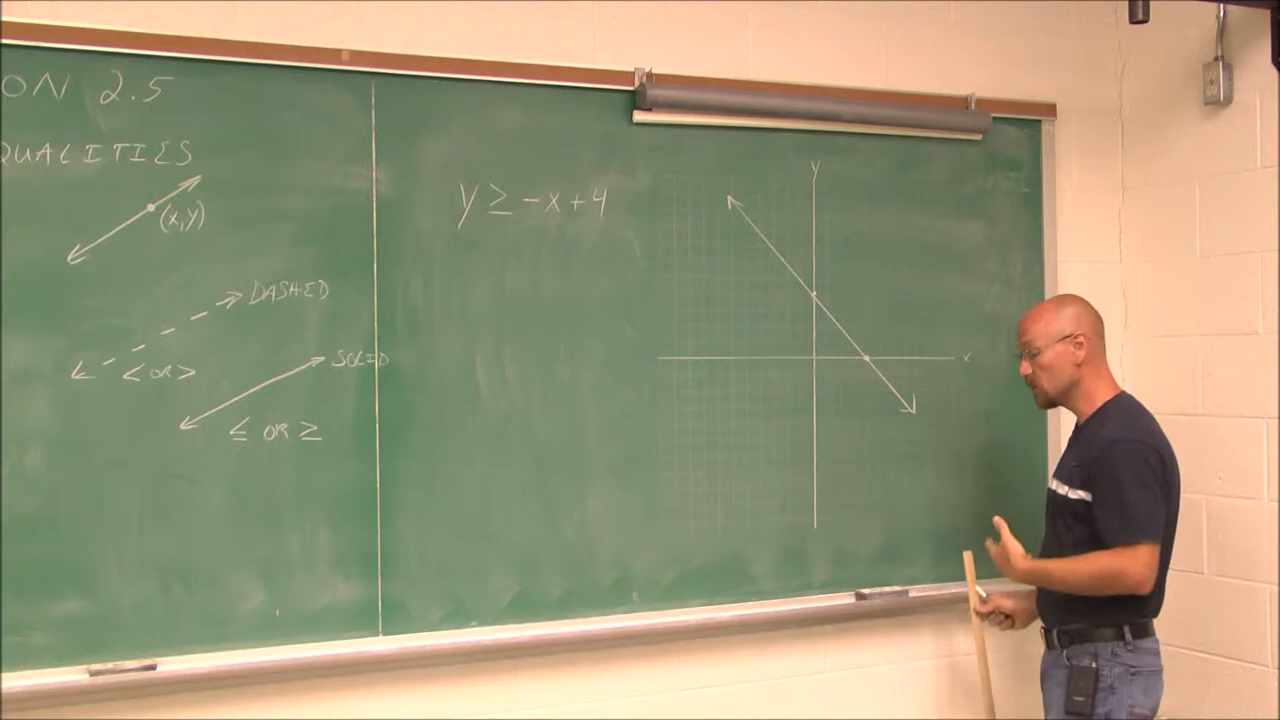 ON 2.5
QUALITIES
(x,y)
DASHED
< OR >
SOLID
≤ OR ≥
y ≥ -x+4
y
x